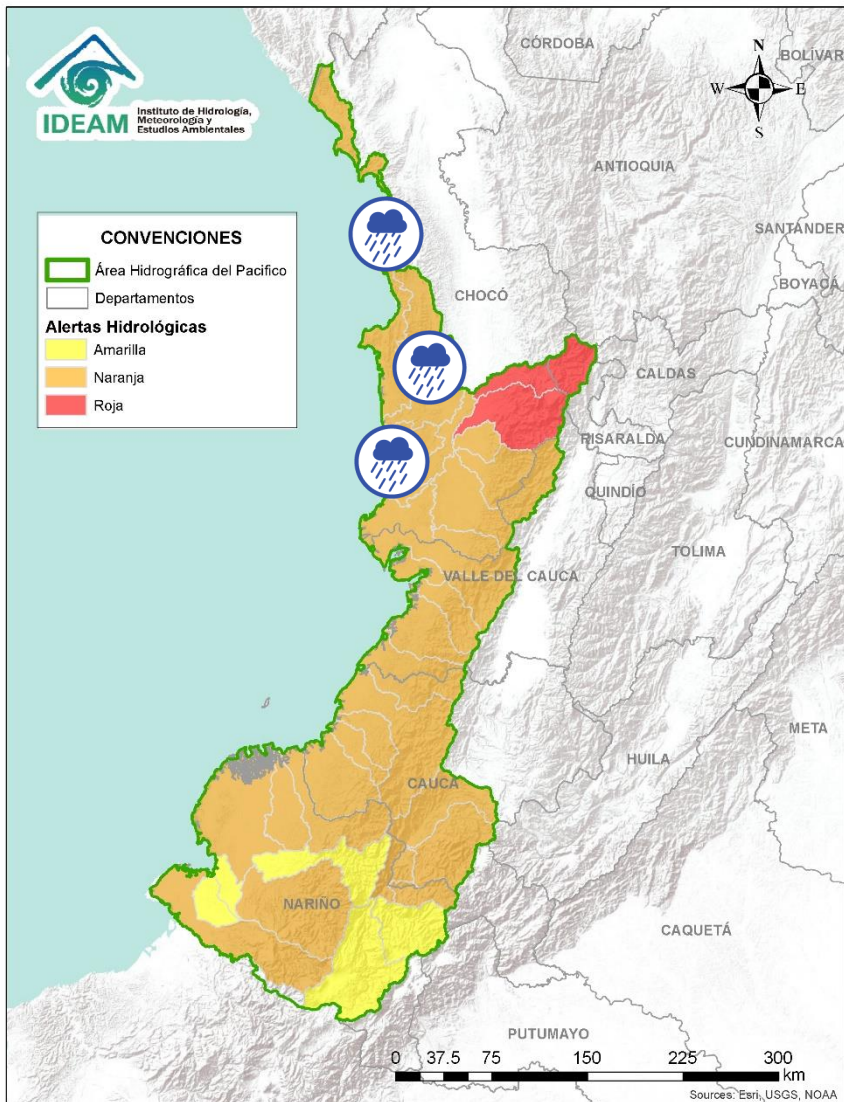 IDEAM
Instituto de Hidrología,
Meteorología y
Estudios Ambientales
CONVENCIONES
Área Hidrográfica del Pacifico
Departamentos
Alertas Hidrológicas
Amarilla
Naranja
Roja
N
W
E
S
CÓRDOBA
BOLÍVAR
ANTIOQUIA
SANTANDER
BOYACÁ
CHOCÓ
CALDAS
RISARALDA
CUNDINAMARCA
QUINDÍO
TOLIMA
VALLE DEL CAUCA
META
HUILA
CAUCA
NARIÑO
CAQUETÁ
PUTUMAYO
0 37.5 75 150 225 300
km
Sources: Esri, USGS, NOAA